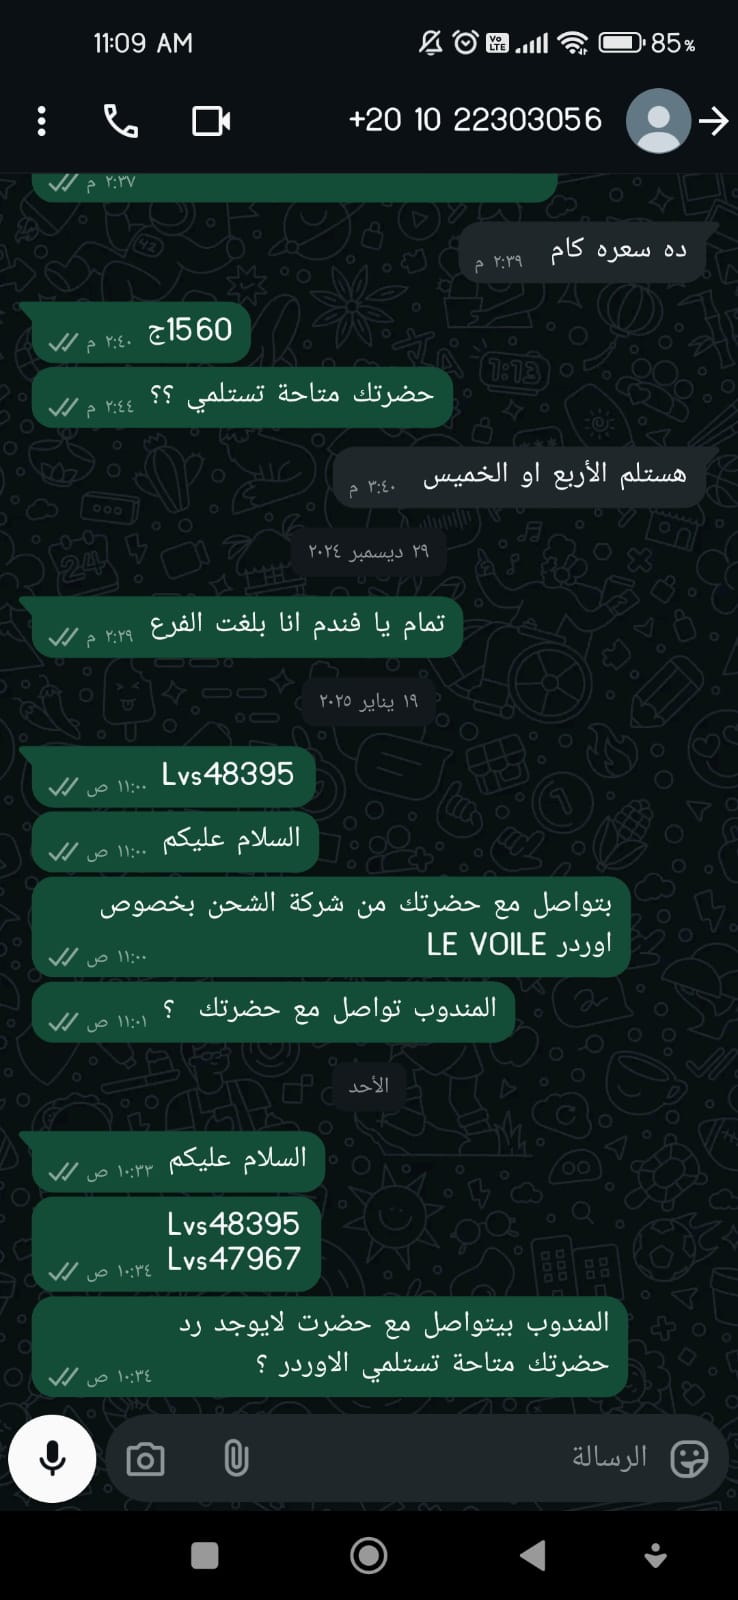 11:09 AM
Vo LTE
85%
+20 10 22303056
٢:٣٧ م
ده سعره كام
٢:٣٩ م
1560ج
٢:٤٠ م
حضرتك متاحة تستلمي ؟؟
٢:٤٤ م
هستلم الأربع او الخميس
٣:٤٠ م
٢٩ ديسمبر ٢٠٢٤
تمام يا فندم انا بلغت الفرع
٢:٢٩ م
١٩ يناير ٢٠٢٥
Lvs48395
١١:٠٠ ص
السلام عليكم
١١:٠٠ ص
بتواصل مع حضرتك من شركة الشحن بخصوص
اوردر LE VOILE
١١:٠٠ ص
المندوب تواصل مع حضرتك ؟
١١:٠١ ص
الأحد
السلام عليكم
١٠:٣٣ ص
Lvs48395
Lvs47967
١٠:٣٤ ص
المندوب بيتواصل مع حضرت لايوجد رد
حضرتك متاحة تستلمي الاوردر ؟
١٠:٣٤ ص
الرسالة